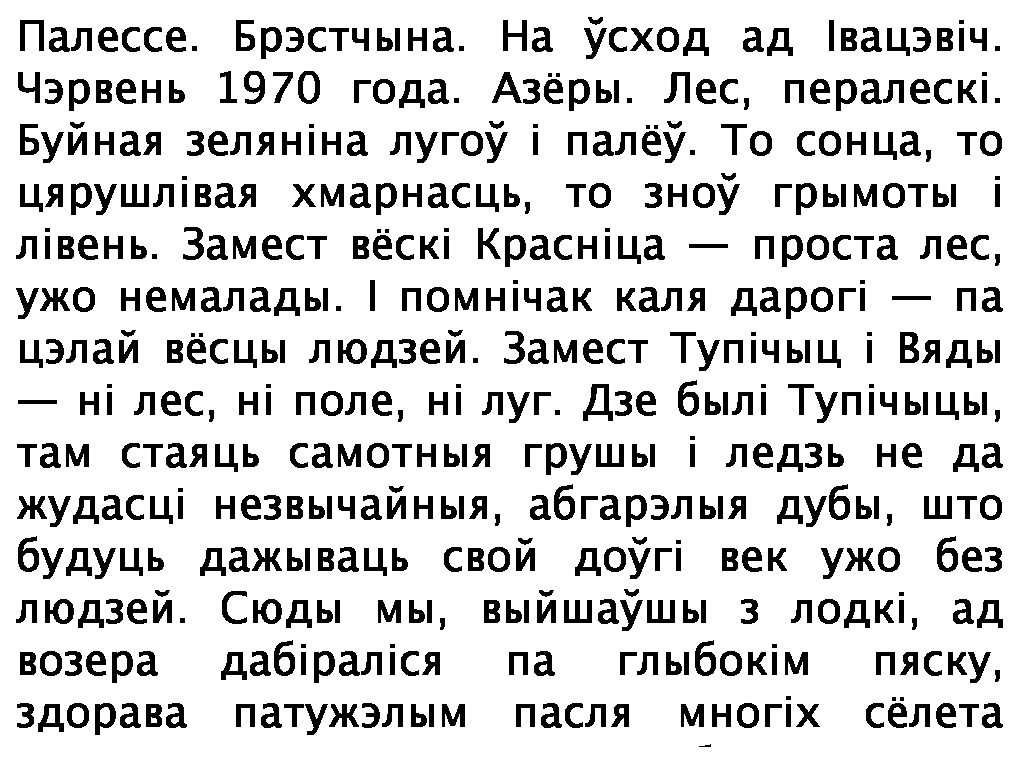 Палессе. Брэстчына. На ўсход ад Івацэвіч.
Чэрвень 1970 года. Азёры. Лес, пералескі.
Буйная зеляніна лугоў і палёў. То сонца, то
цярушлівая хмарнасць, то зноў грымоты і
лівень. Замест вёскі Красніца — проста лес,
ужо немалады. І помнічак каля дарогі — па
цэлай вёсцы людзей. Замест Тупічыц і Вяды
— ні лес, ні поле, ні луг. Дзе былі Тупічыцы,
там стаяць самотныя грушы і ледзь не да
жудасці незвычайныя, абгарэлыя дубы, што
будуць дажываць свой доўгі век ужо без
людзей. Сюды мы, выйшаўшы з лодкі, ад
возера дабіраліся па глыбокім пяску,
здорава патужэлым пасля многіх сёлета